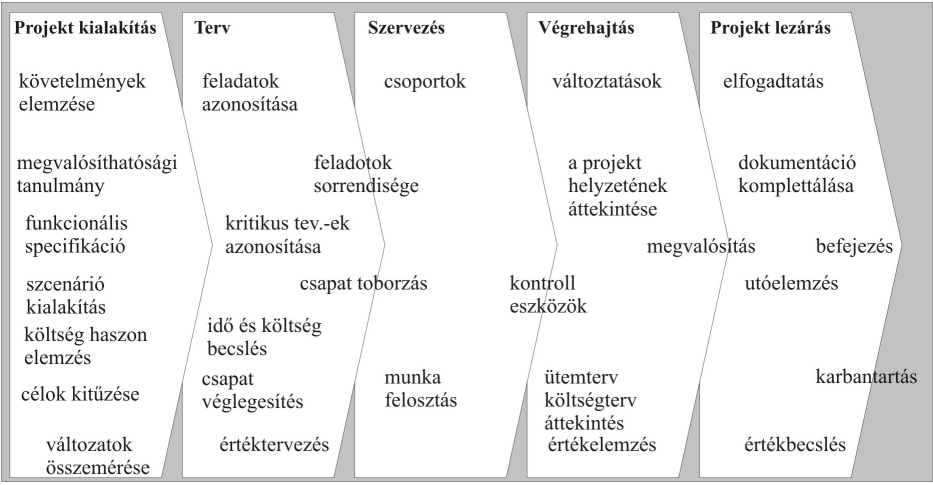 Projekt kialakítás
követelmények
elemzése
megvalósíthatósági
tanulmány
funkcionális
specifikáció
szcenárió
kialakítás
költség haszon
elemzés
célok kitűzése
változatok
összemérése
Terv
feladatok
azonosítása
feladotok
sorrendisége
kritikus tev.-ek
azonosítása
csapat toborzás
idő és költség
becslés
csapat
véglegesítés
értéktervezés
Szervezés
csoportok
kontroll
eszközök
munka
felosztás
Végrehajtás
változtatások
a projekt
helyzetének
áttekintése
megvalósítás
ütemterv
költségterv
áttekintés
értékelemzés
Projekt lezárás
elfogadtatás
dokumentáció
komplettálása
befejezés
utóelemzés
karbantartás
értékbecslés